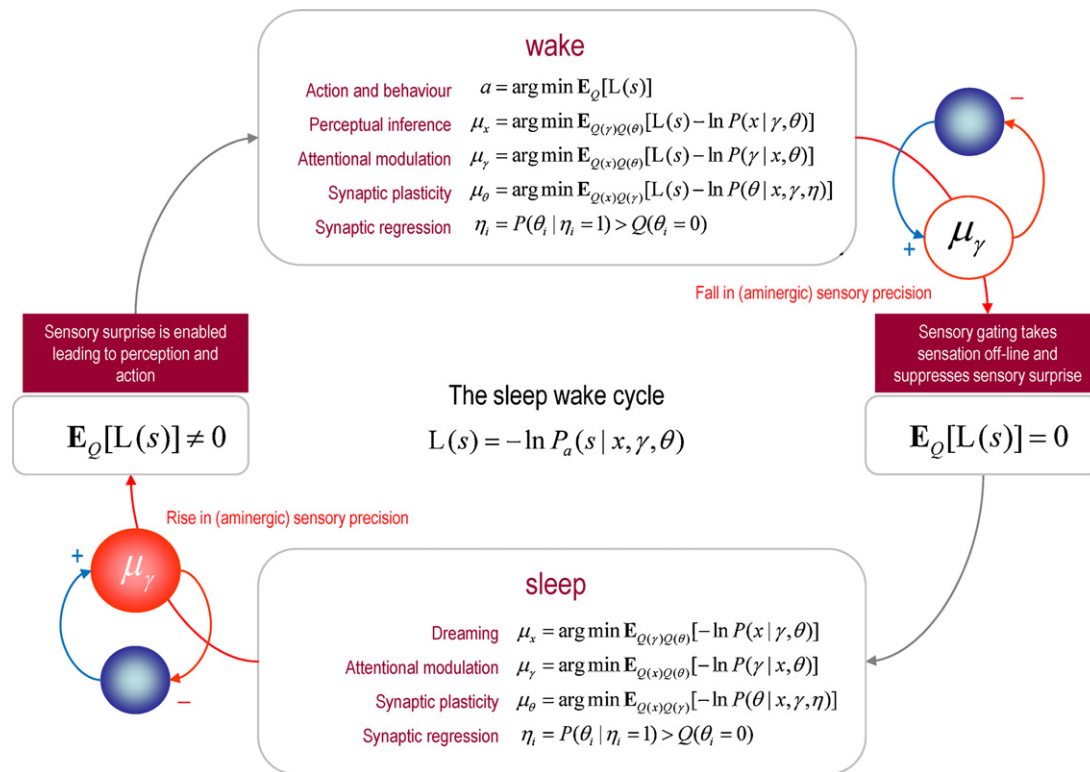 wake
Action and behaviour a = arg min E_Q[L(s)]
Perceptual inference μ_x = arg min E_{Q(γ)Q(θ)}[L(s) − ln P(x | γ, θ)]
Attentional modulation μ_γ = arg min E_{Q(x)Q(θ)}[L(s) − ln P(γ | x, θ)]
Synaptic plasticity μ_θ = arg min E_{Q(x)Q(γ)}[L(s) − ln P(θ | x, γ, η)]
Synaptic regression η_i = P(θ_i | η_i = 1) > Q(θ_i = 0)
−
+
μ_γ
Fall in (aminergic) sensory precision
Sensory surprise is enabled
leading to perception and
action
E_Q[L(s)] ≠ 0
The sleep wake cycle
L(s) = − ln P_a(s | x, γ, θ)
Sensory gating takes
sensation off-line and
suppresses sensory surprise
E_Q[L(s)] = 0
Rise in (aminergic) sensory precision
+
μ_γ
−
sleep
Dreaming μ_x = arg min E_{Q(γ)Q(θ)}[− ln P(x | γ, θ)]
Attentional modulation μ_γ = arg min E_{Q(x)Q(θ)}[− ln P(γ | x, θ)]
Synaptic plasticity μ_θ = arg min E_{Q(x)Q(γ)}[− ln P(θ | x, γ, η)]
Synaptic regression η_i = P(θ_i | η_i = 1) > Q(θ_i = 0)